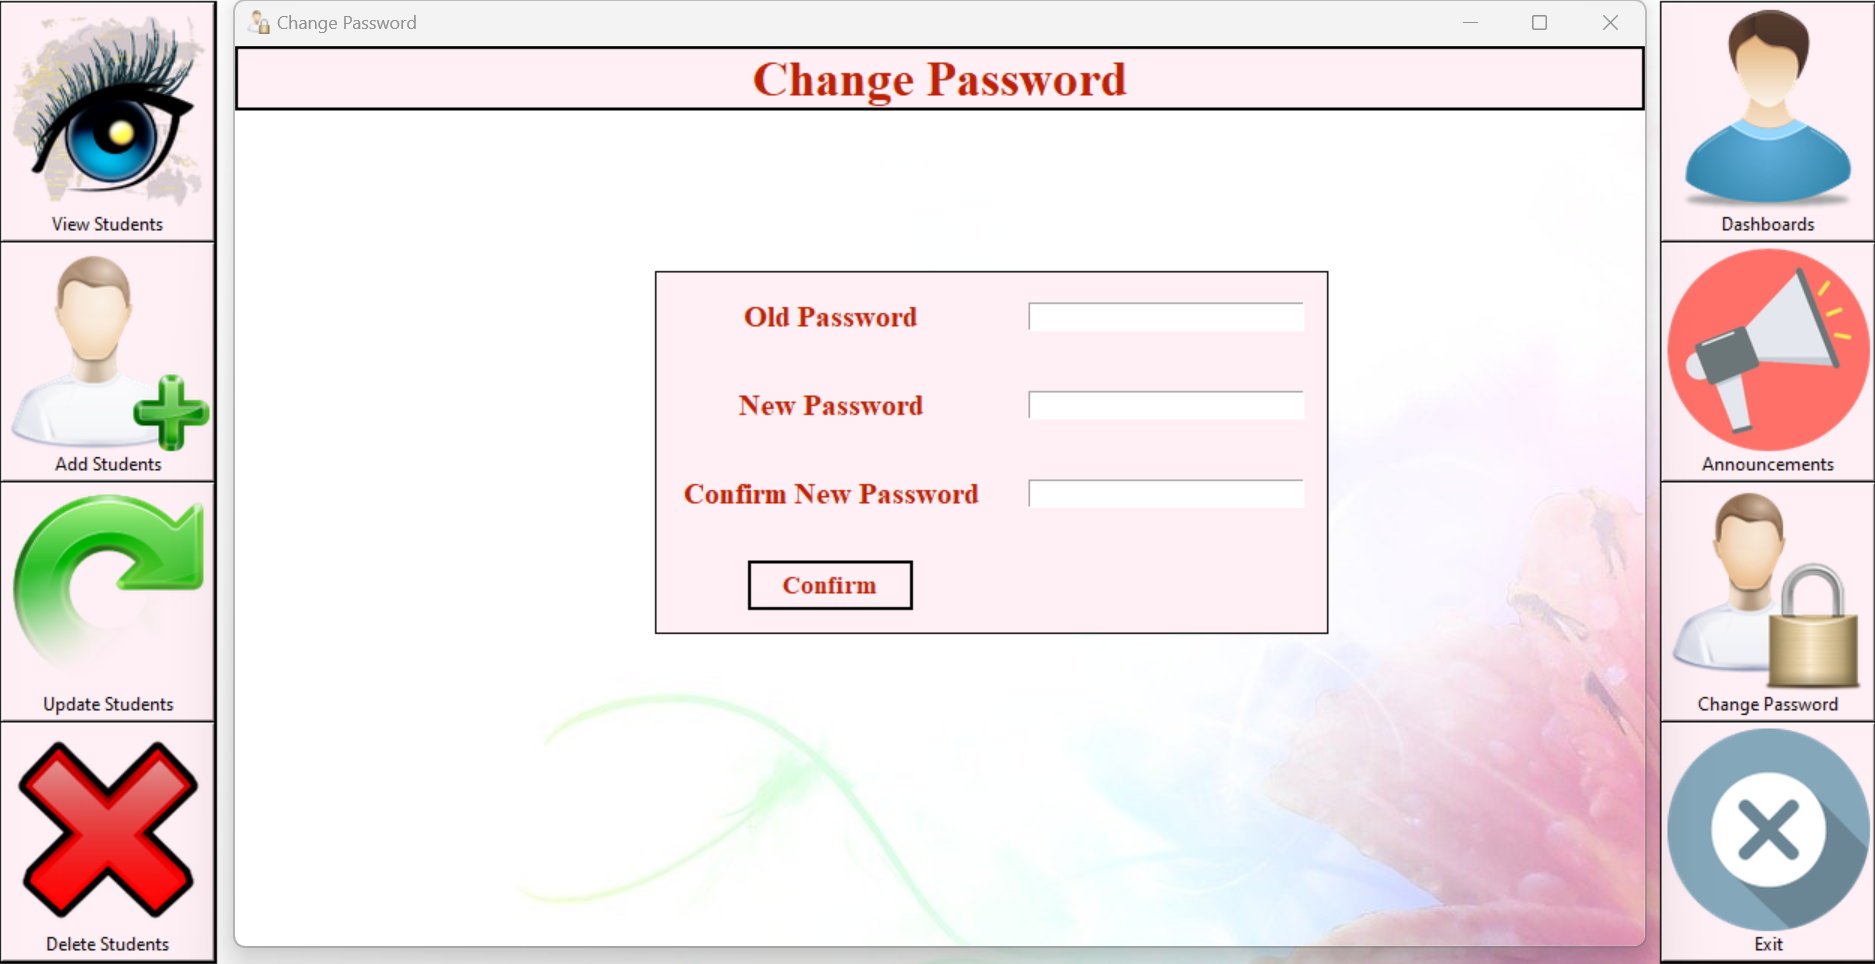 Change Password
Change Password
View Students
Add Students
Update Students
Delete Students
Old Password
New Password
Confirm New Password
Confirm
Dashboards
Announcements
Change Password
Exit